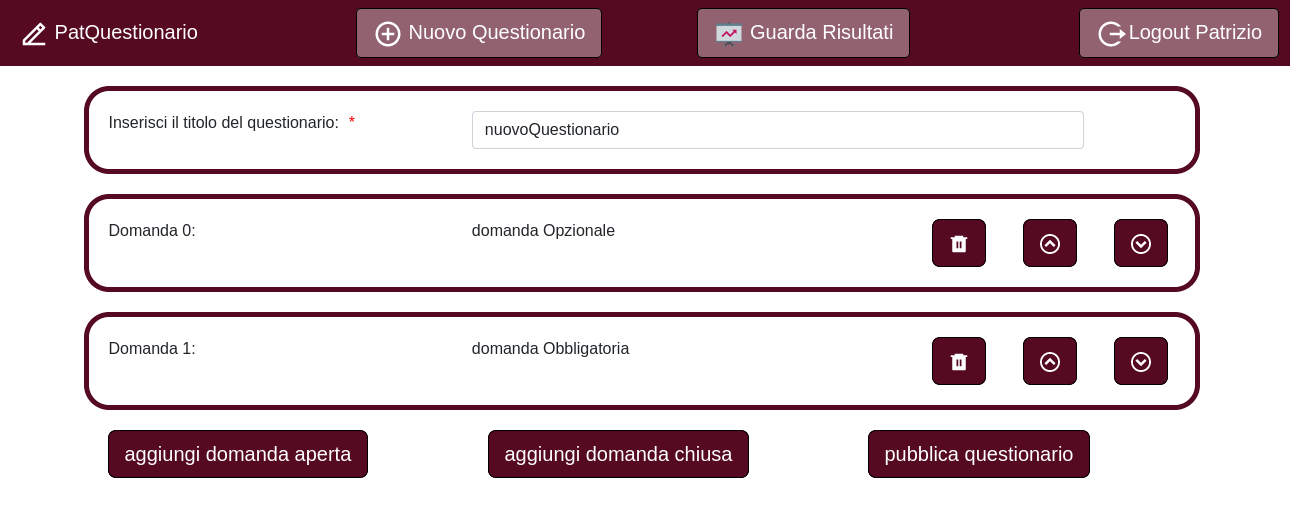 PatQuestionario
Nuovo Questionario
Guarda Risultati
Logout Patrizio
Inserisci il titolo del questionario: *
nuovoQuestionario
Domanda 0:
domanda Opzionale
Domanda 1:
domanda Obbligatoria
aggiungi domanda aperta
aggiungi domanda chiusa
pubblica questionario